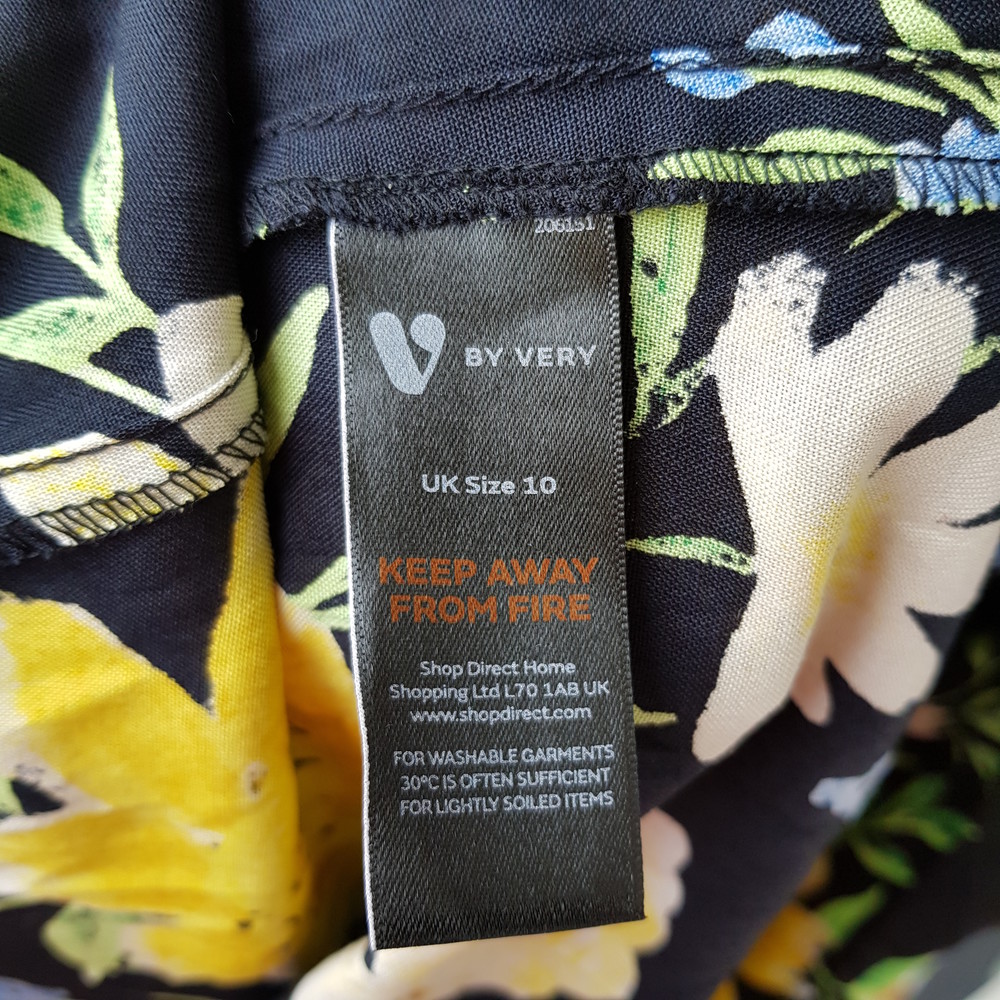 206151
V BY VERY
UK Size 10
KEEP AWAY
FROM FIRE
Shop Direct Home
Shopping Ltd L70 1AB UK
www.shopdirect.com
FOR WASHABLE GARMENTS
30°C IS OFTEN SUFFICIENT
FOR LIGHTLY SOILED ITEMS